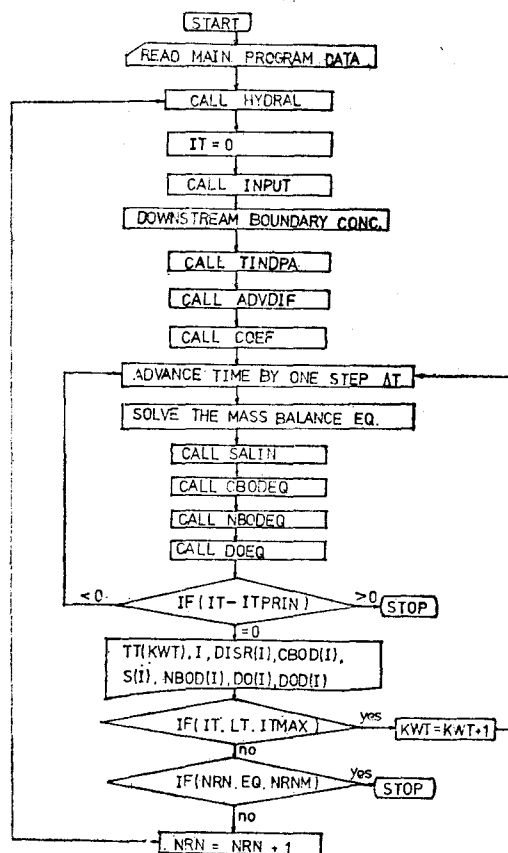 START
READ MAIN PROGRAM DATA
CALL HYDRAL
IT = 0
CALL INPUT
DOWNSTREAM BOUNDARY CONC.
CALL TINDPA
CALL ADVDIF
CALL COEF
ADVANCE TIME BY ONE STEP ΔT
SOLVE THE MASS BALANCE EQ.
CALL SALIN
CALL CBODEQ
CALL NBODEQ
CALL DOEQ
<0
IF(IT-ITPRIN)
>0
STOP
=0
TT(KWT), I, DISR(I), CBOD(I),
S(I), NBOD(I), DO(I), DOD(I)
IF(IT. LT. ITMAX)
yes
KWT=KWT+1
no
IF(NRN. EQ. NRNM)
yes
STOP
no
NRN = NRN + 1